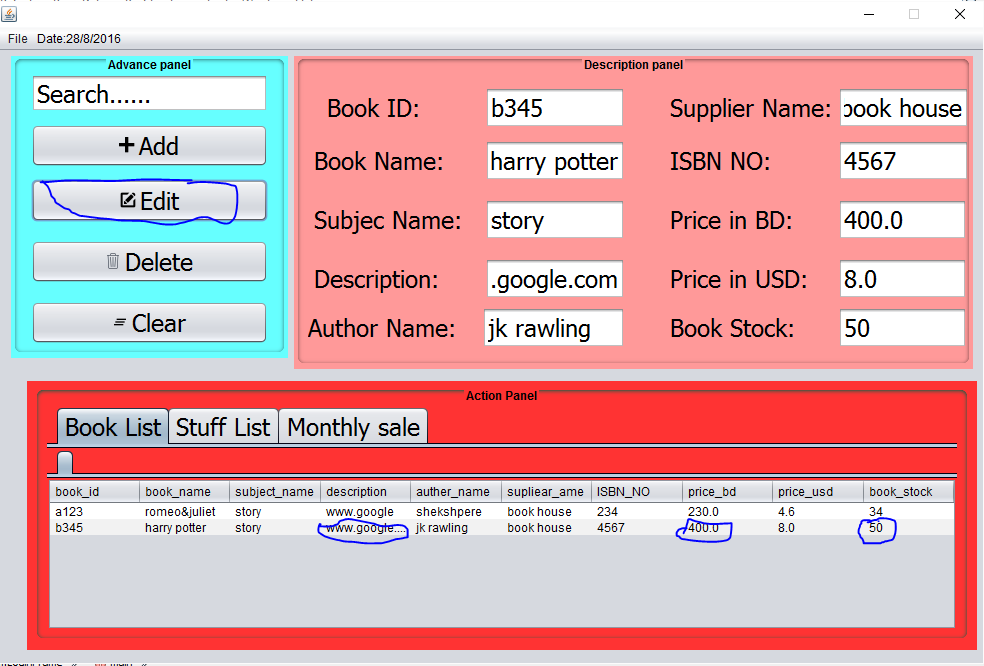 File Date:28/8/2016
Advance panel
Search......
Add
Edit
Delete
Clear
Description panel
Book ID: b345 Supplier Name: book house
Book Name: harry potter ISBN NO: 4567
Subjec Name: story Price in BD: 400.0
Description: .google.com Price in USD: 8.0
Author Name: jk rawling Book Stock: 50
Action Panel
Book List Stuff List Monthly sale
book_id book_name subject_name description auther_name supliear_ame ISBN_NO price_bd price_usd book_stock
a123 romeo&juliet story www.google shekshpere book house 234 230.0 4.6 34
b345 harry potter story www.google.... jk rawling book house 4567 400.0 8.0 50